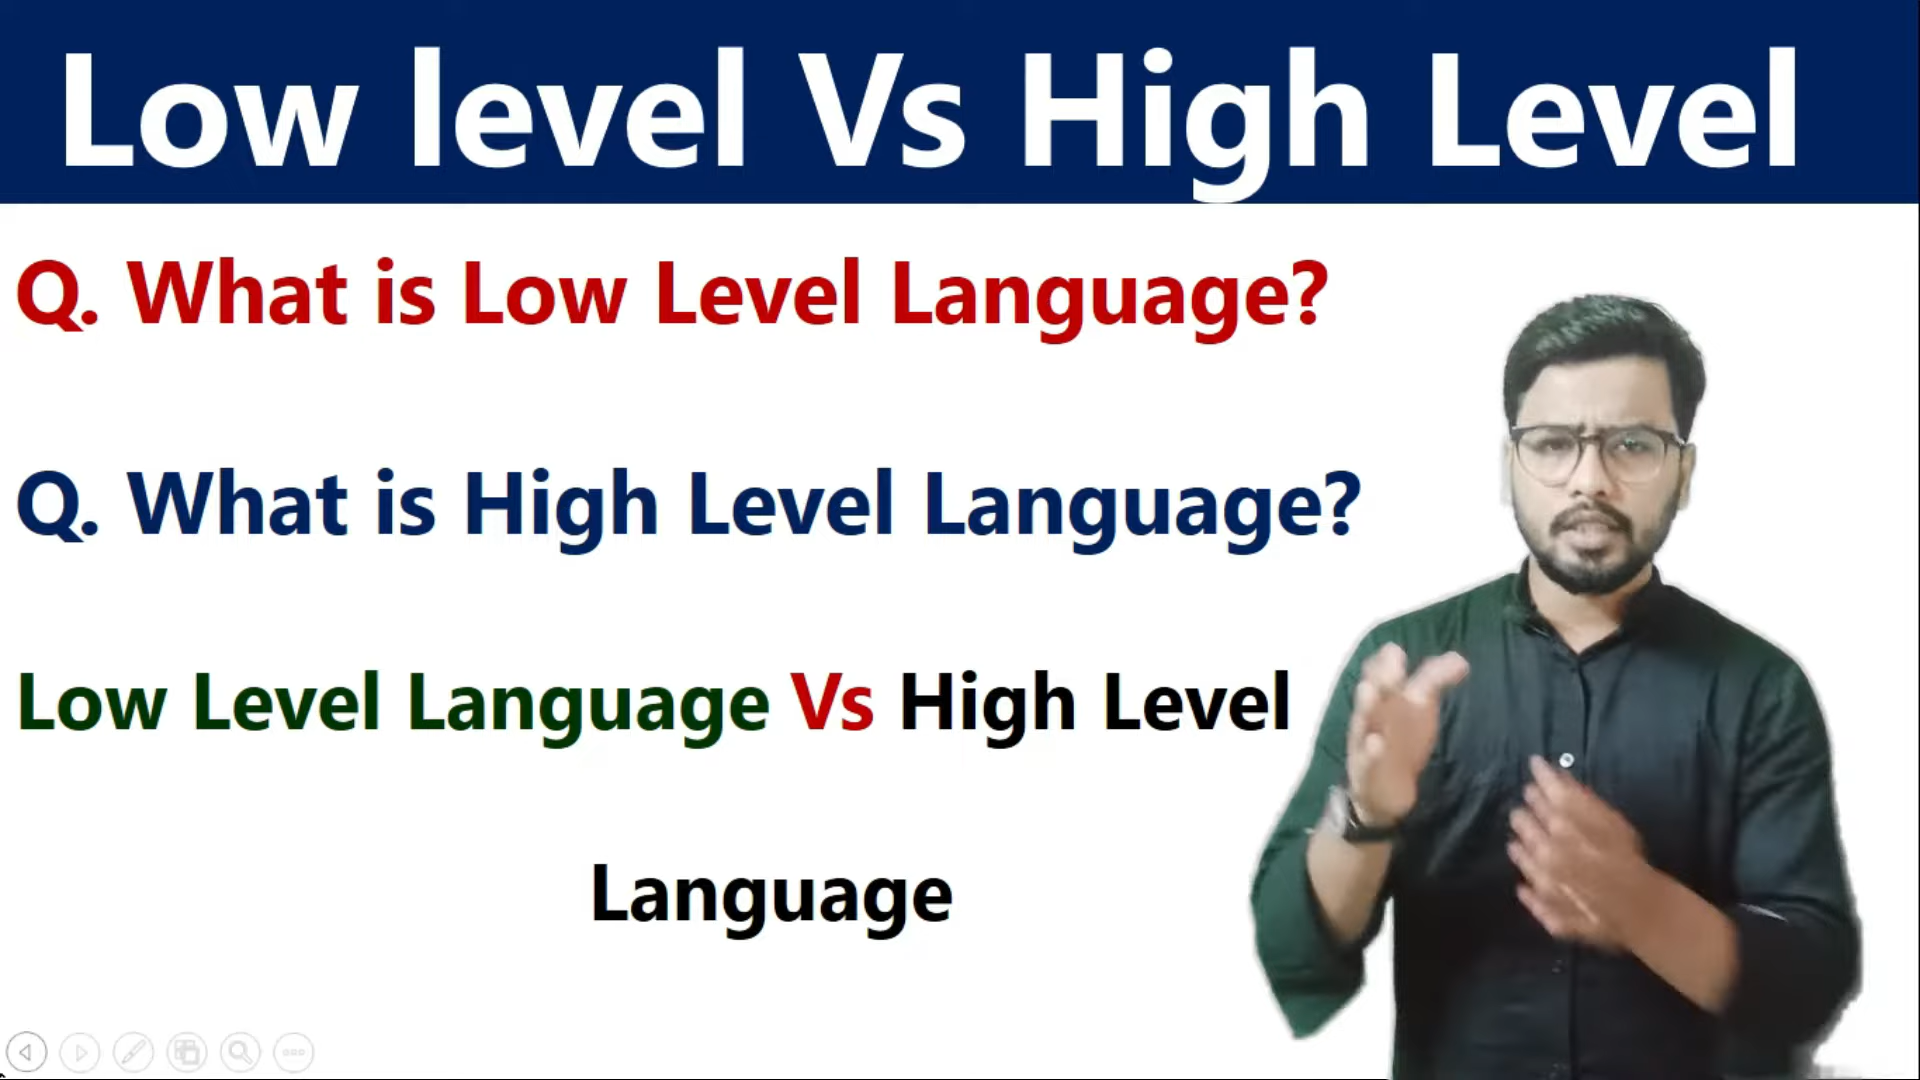 Low level Vs High Level
Q. What is Low Level Language?
Q. What is High Level Language?
Low Level Language Vs High Level
Language